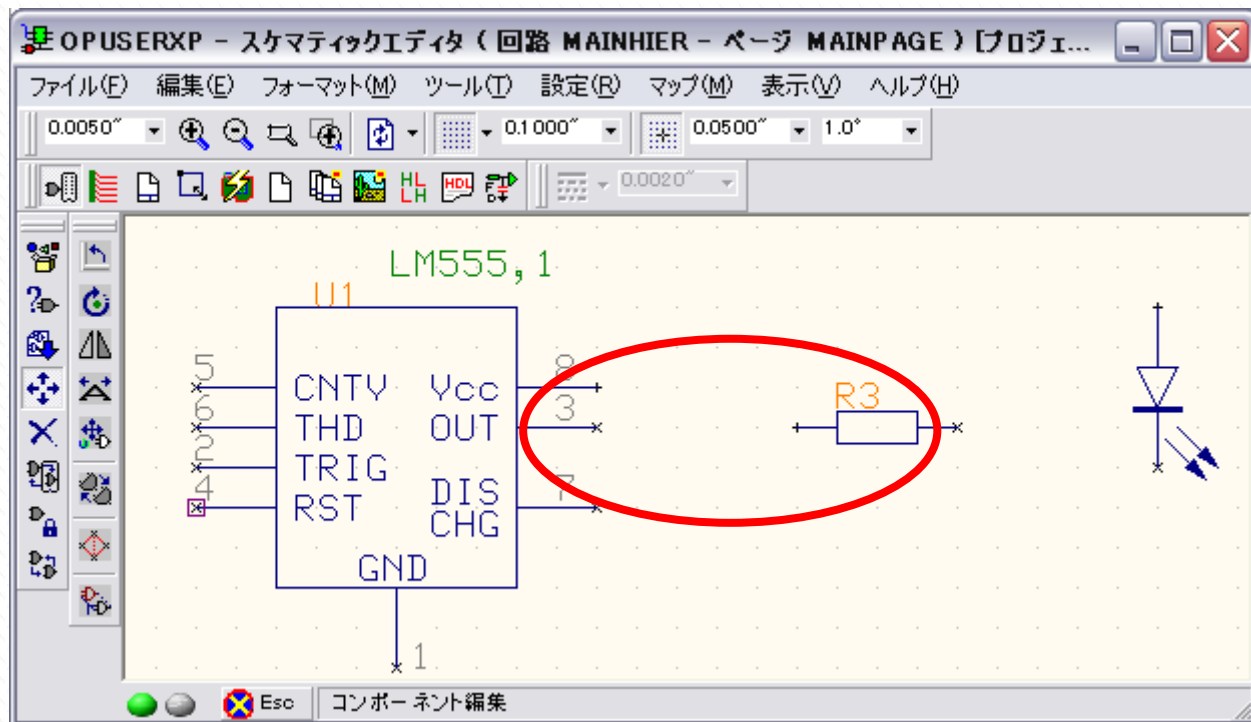 OPUSERXP - スケマティックエディタ ( 回路 MAINHIER - ページ MAINPAGE ) [プロジェ...
ファイル(F) 編集(E) フォーマット(M) ツール(T) 設定(R) マップ(M) 表示(V) ヘルプ(H)
0.0050" 0.1000" 0.0500" 1.0°
HL LH HDL 0.0020"
LM555,1
U1
5 CNTV Vcc 8
R3
6 THD OUT 3
2 TRIG
4 RST DIS 7
CHG
GND
1
Esc コンポーネント編集